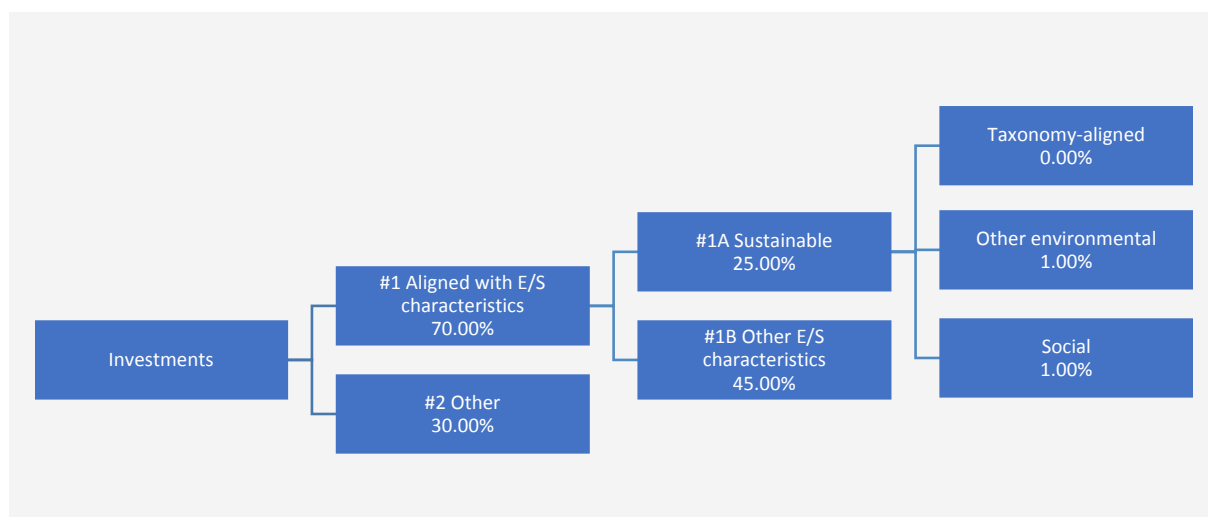 Investments
#1 Aligned with E/S
characteristics
70.00%
#2 Other
30.00%
#1A Sustainable
25.00%
#1B Other E/S
characteristics
45.00%
Taxonomy-aligned
0.00%
Other environmental
1.00%
Social
1.00%